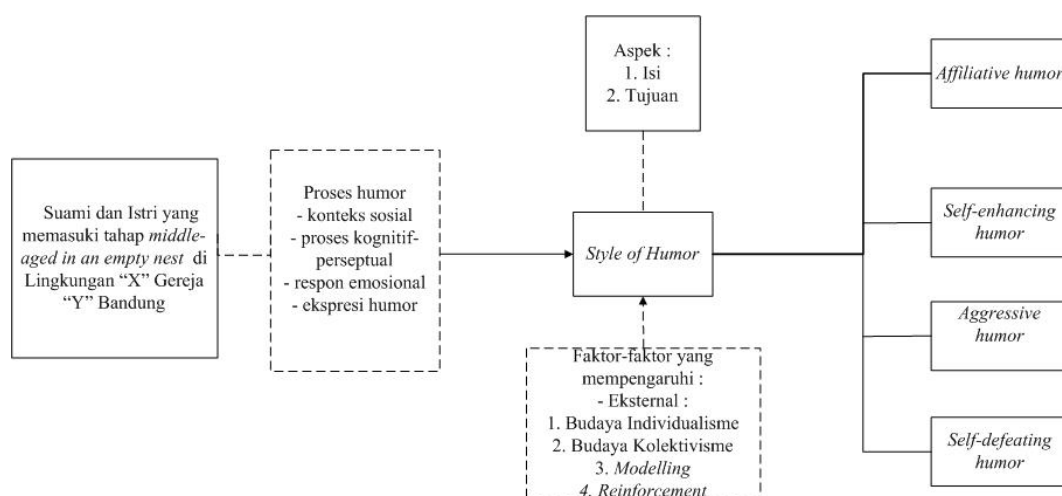 Suami dan Istri yang
memasuki tahap middle-
aged in an empty nest di
Lingkungan “X” Gereja
“Y” Bandung
Proses humor
- konteks sosial
- proses kognitif-
perseptual
- respon emosional
- ekspresi humor
Aspek :
1. Isi
2. Tujuan
Style of Humor
Faktor-faktor yang
mempengaruhi :
- Eksternal :
1. Budaya Individualisme
2. Budaya Kolektivisme
3. Modelling
4. Reinforcement
Affiliative humor
Self-enhancing
humor
Aggressive
humor
Self-defeating
humor